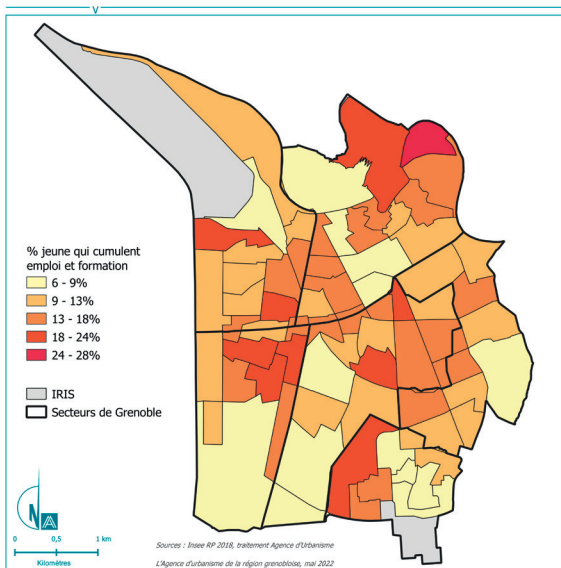 V
% jeune qui cumulent
emploi et formation
6 - 9%
9 - 13%
13 - 18%
18 - 24%
24 - 28%
IRIS
Secteurs de Grenoble
N
A
0 0,5 1 km
Kilomètres
Sources : Insee RP 2018, traitement Agence d'Urbanisme
L'Agence d'urbanisme de la région grenobloise, mai 2022